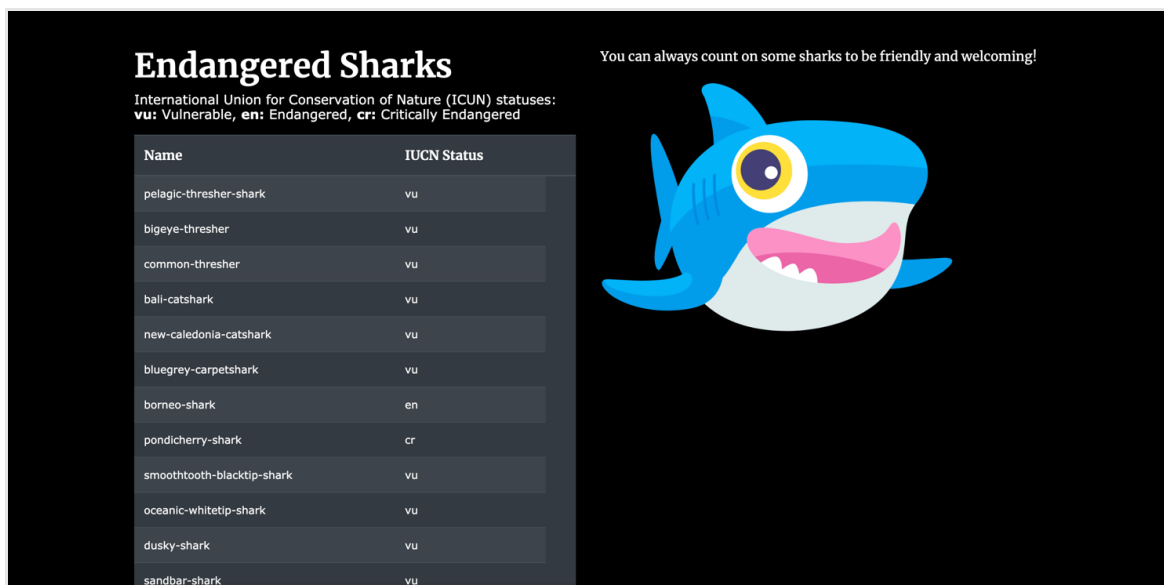 Endangered Sharks
International Union for Conservation of Nature (ICUN) statuses:
vu: Vulnerable, en: Endangered, cr: Critically Endangered
Name IUCN Status
pelagic-thresher-shark vu
bigeye-thresher vu
common-thresher vu
bali-catshark vu
new-caledonia-catshark vu
bluegrey-carpetshark vu
borneo-shark en
pondicherry-shark cr
smoothtooth-blacktip-shark vu
oceanic-whitetip-shark vu
dusky-shark vu
sandbar-shark vu
You can always count on some sharks to be friendly and welcoming!